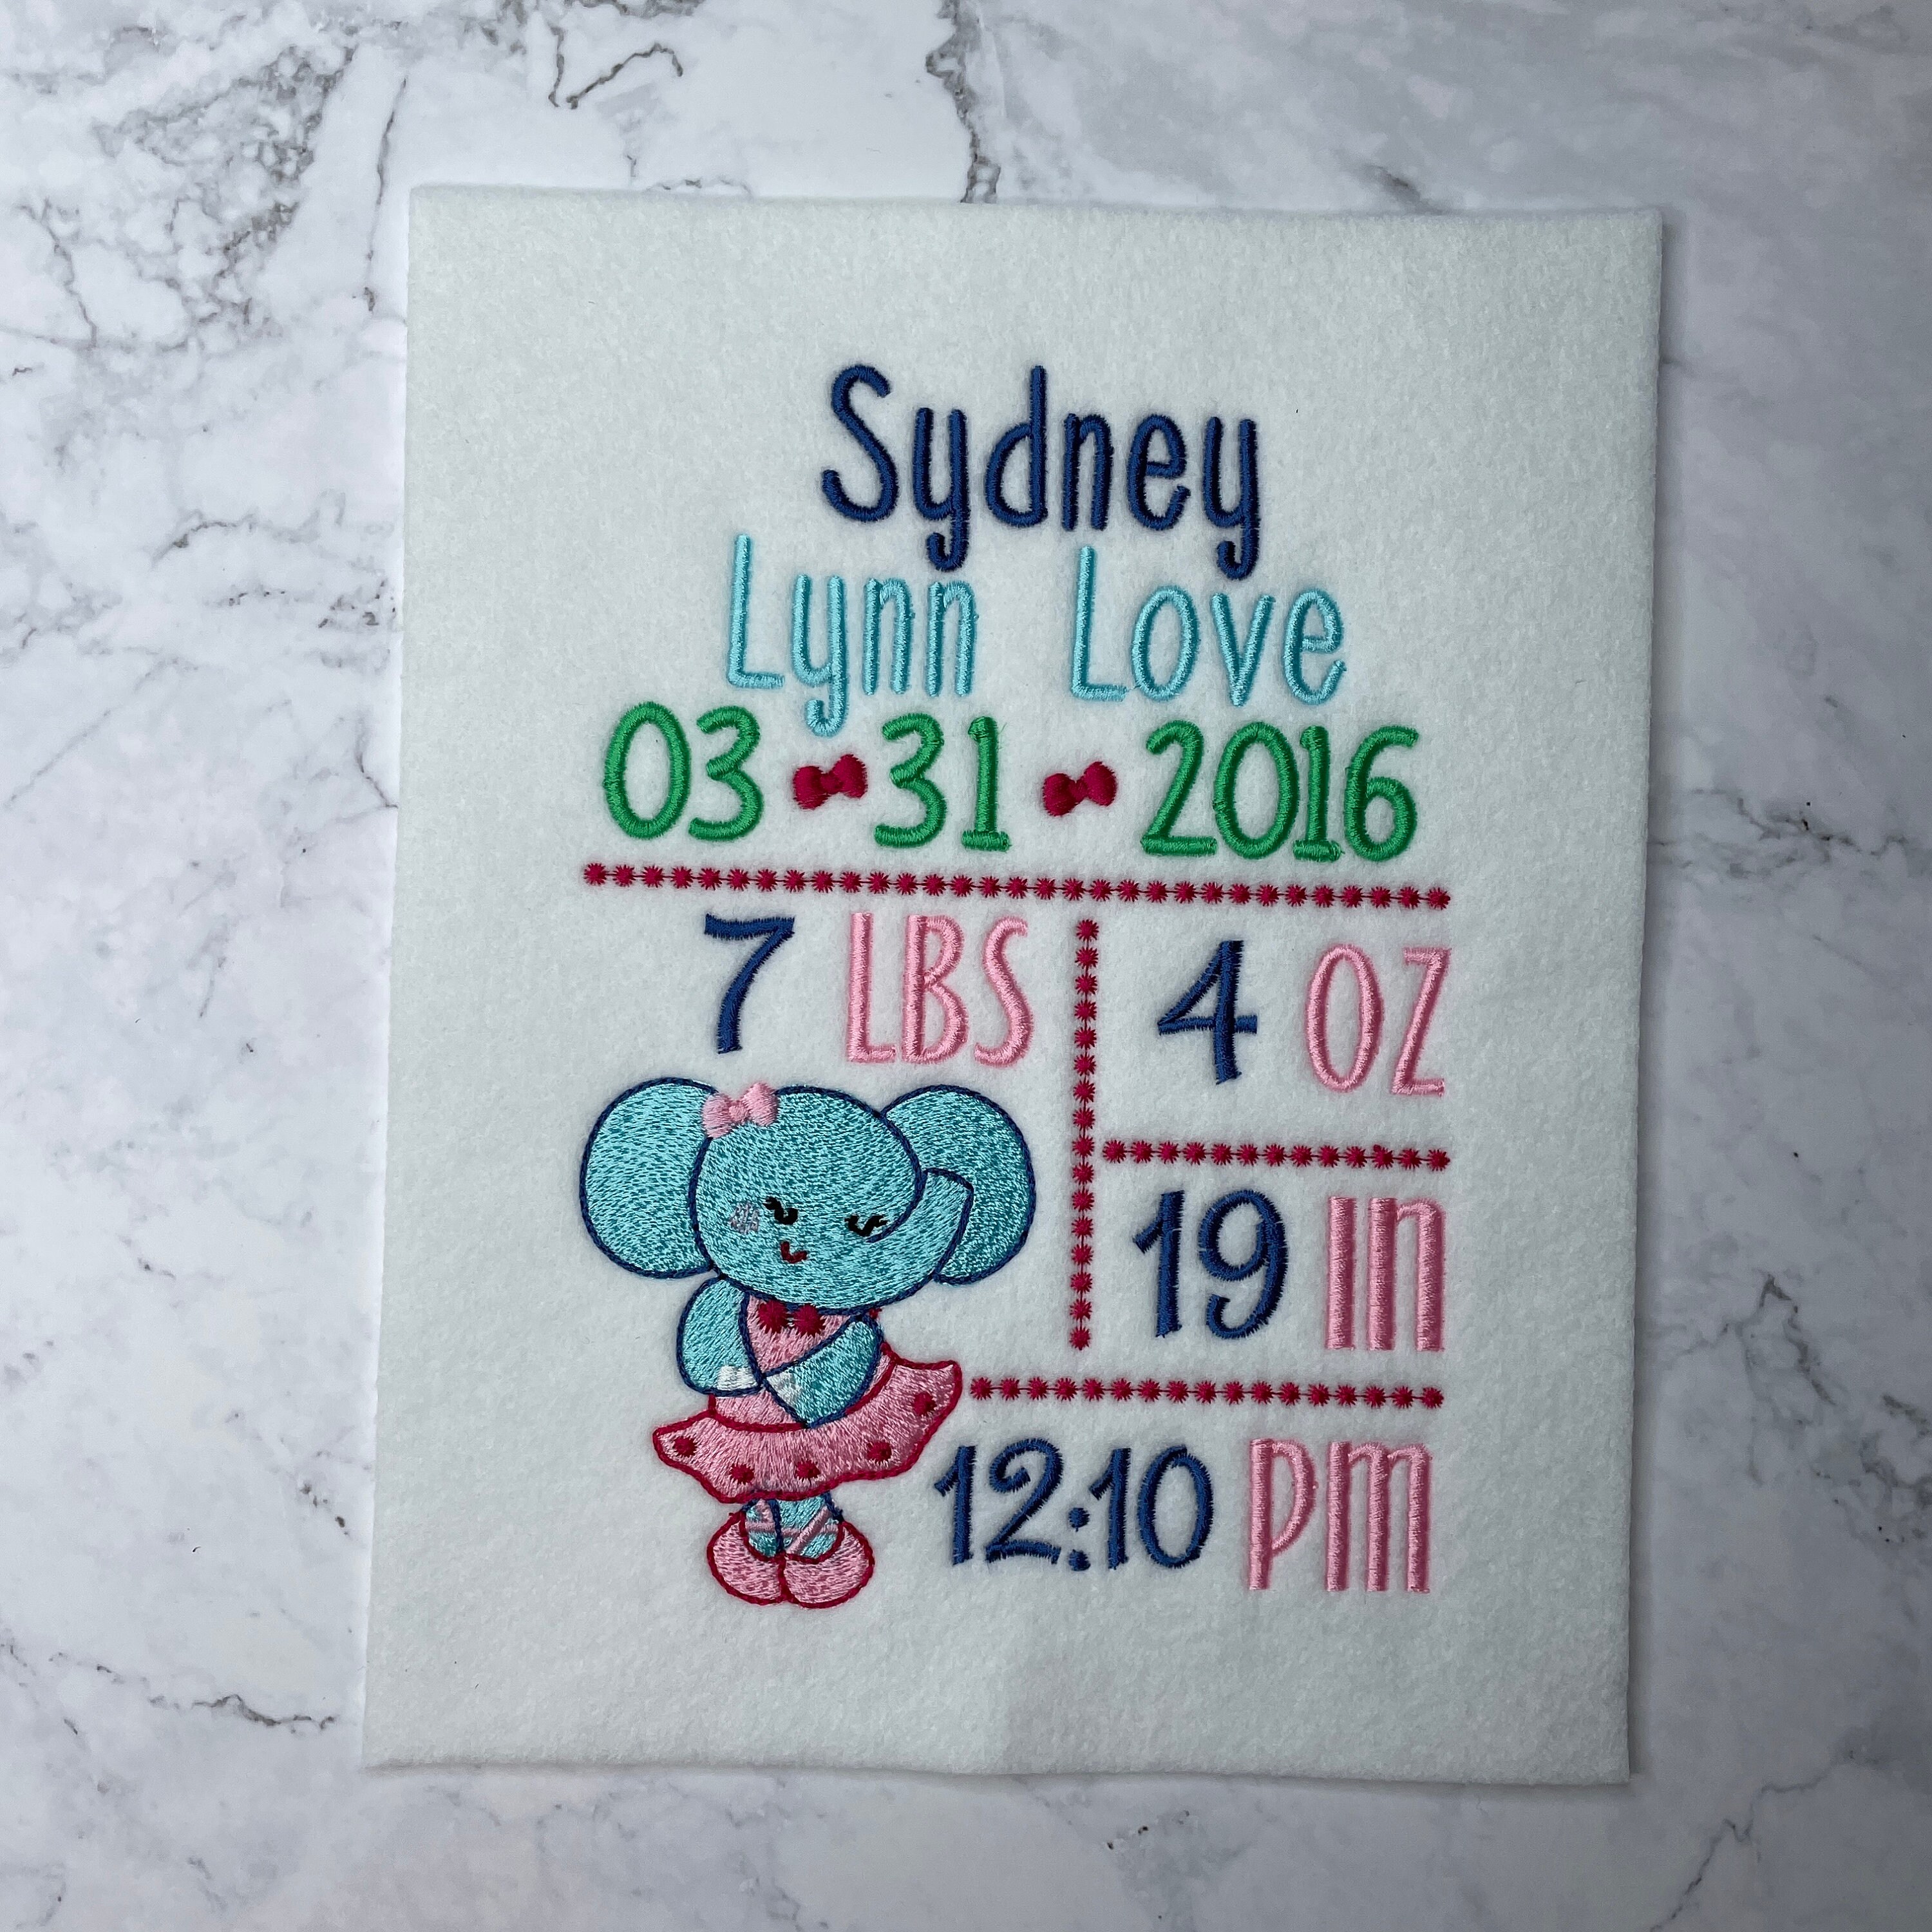 Sydney
Lynn Love
03 31 2016
7 LBS 4 OZ
19 IN
12:10 PM